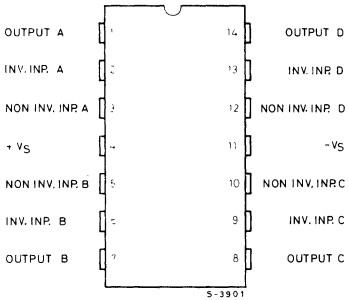 OUTPUT A 1 14 OUTPUT D
INV. INP. A 2 13 INV. INP. D
NON INV. INP. A 3 12 NON INV. INP. D
+ VS 4 11 -VS
NON INV. INP. B 5 10 NON INV. INP. C
INV. INP. B 6 9 INV. INP. C
OUTPUT B 7 8 OUTPUT C
S-3901